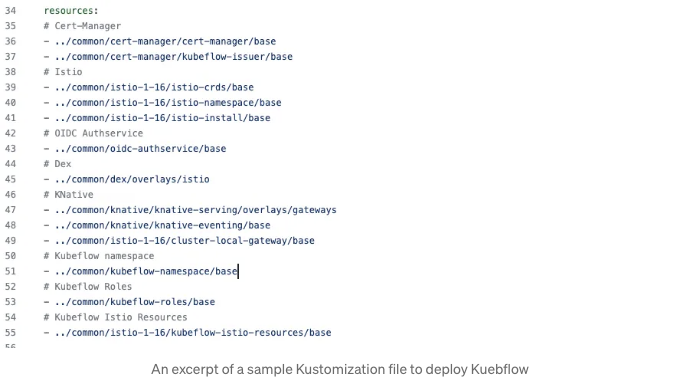 34 resources:
35 # Cert-Manager
36 - ../common/cert-manager/cert-manager/base
37 - ../common/cert-manager/kubeflow-issuer/base
38 # Istio
39 - ../common/istio-1-16/istio-crds/base
40 - ../common/istio-1-16/istio-namespace/base
41 - ../common/istio-1-16/istio-install/base
42 # OIDC Authservice
43 - ../common/oidc-authservice/base
44 # Dex
45 - ../common/dex/overlays/istio
46 # KNative
47 - ../common/knative/knative-serving/overlays/gateways
48 - ../common/knative/knative-eventing/base
49 - ../common/istio-1-16/cluster-local-gateway/base
50 # Kubeflow namespace
51 - ../common/kubeflow-namespace/base
52 # Kubeflow Roles
53 - ../common/kubeflow-roles/base
54 # Kubeflow Istio Resources
55 - ../common/istio-1-16/kubeflow-istio-resources/base
56
An excerpt of a sample Kustomization file to deploy Kuebflow